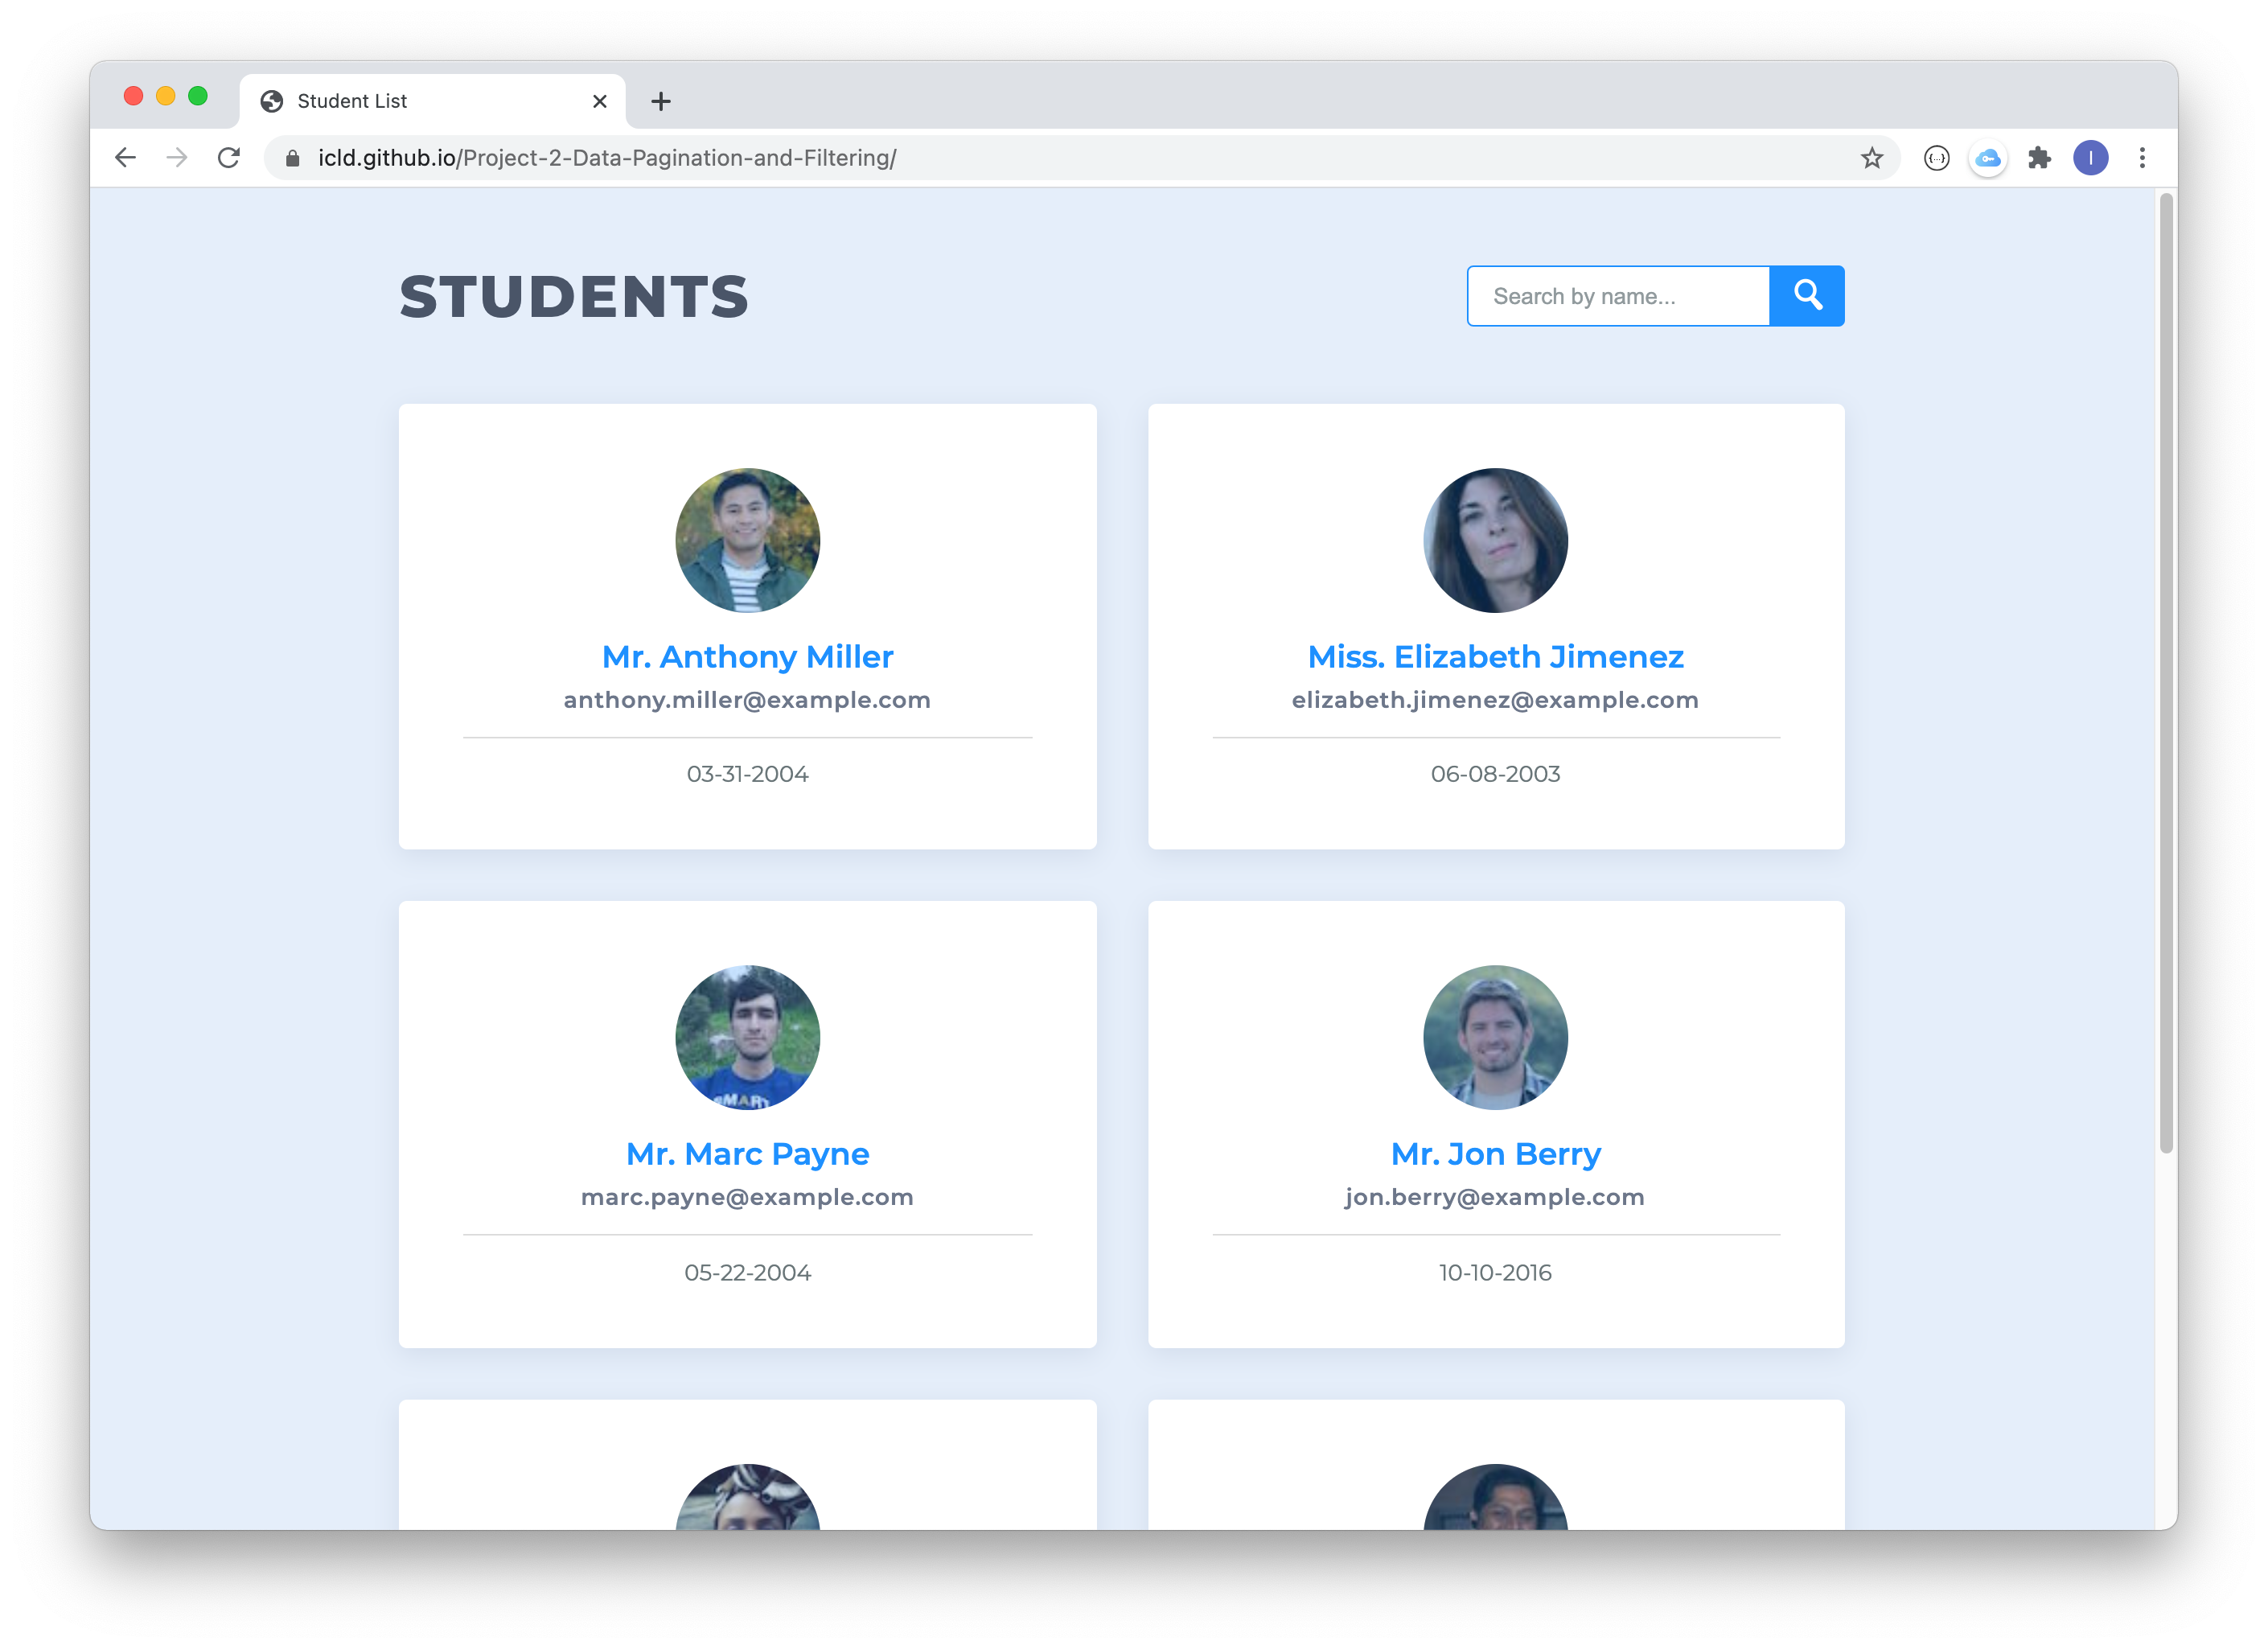 Student List
icld.github.io/Project-2-Data-Pagination-and-Filtering/
I
STUDENTS
Search by name...
Mr. Anthony Miller
anthony.miller@example.com
03-31-2004
Miss. Elizabeth Jimenez
elizabeth.jimenez@example.com
06-08-2003
Mr. Marc Payne
marc.payne@example.com
05-22-2004
Mr. Jon Berry
jon.berry@example.com
10-10-2016